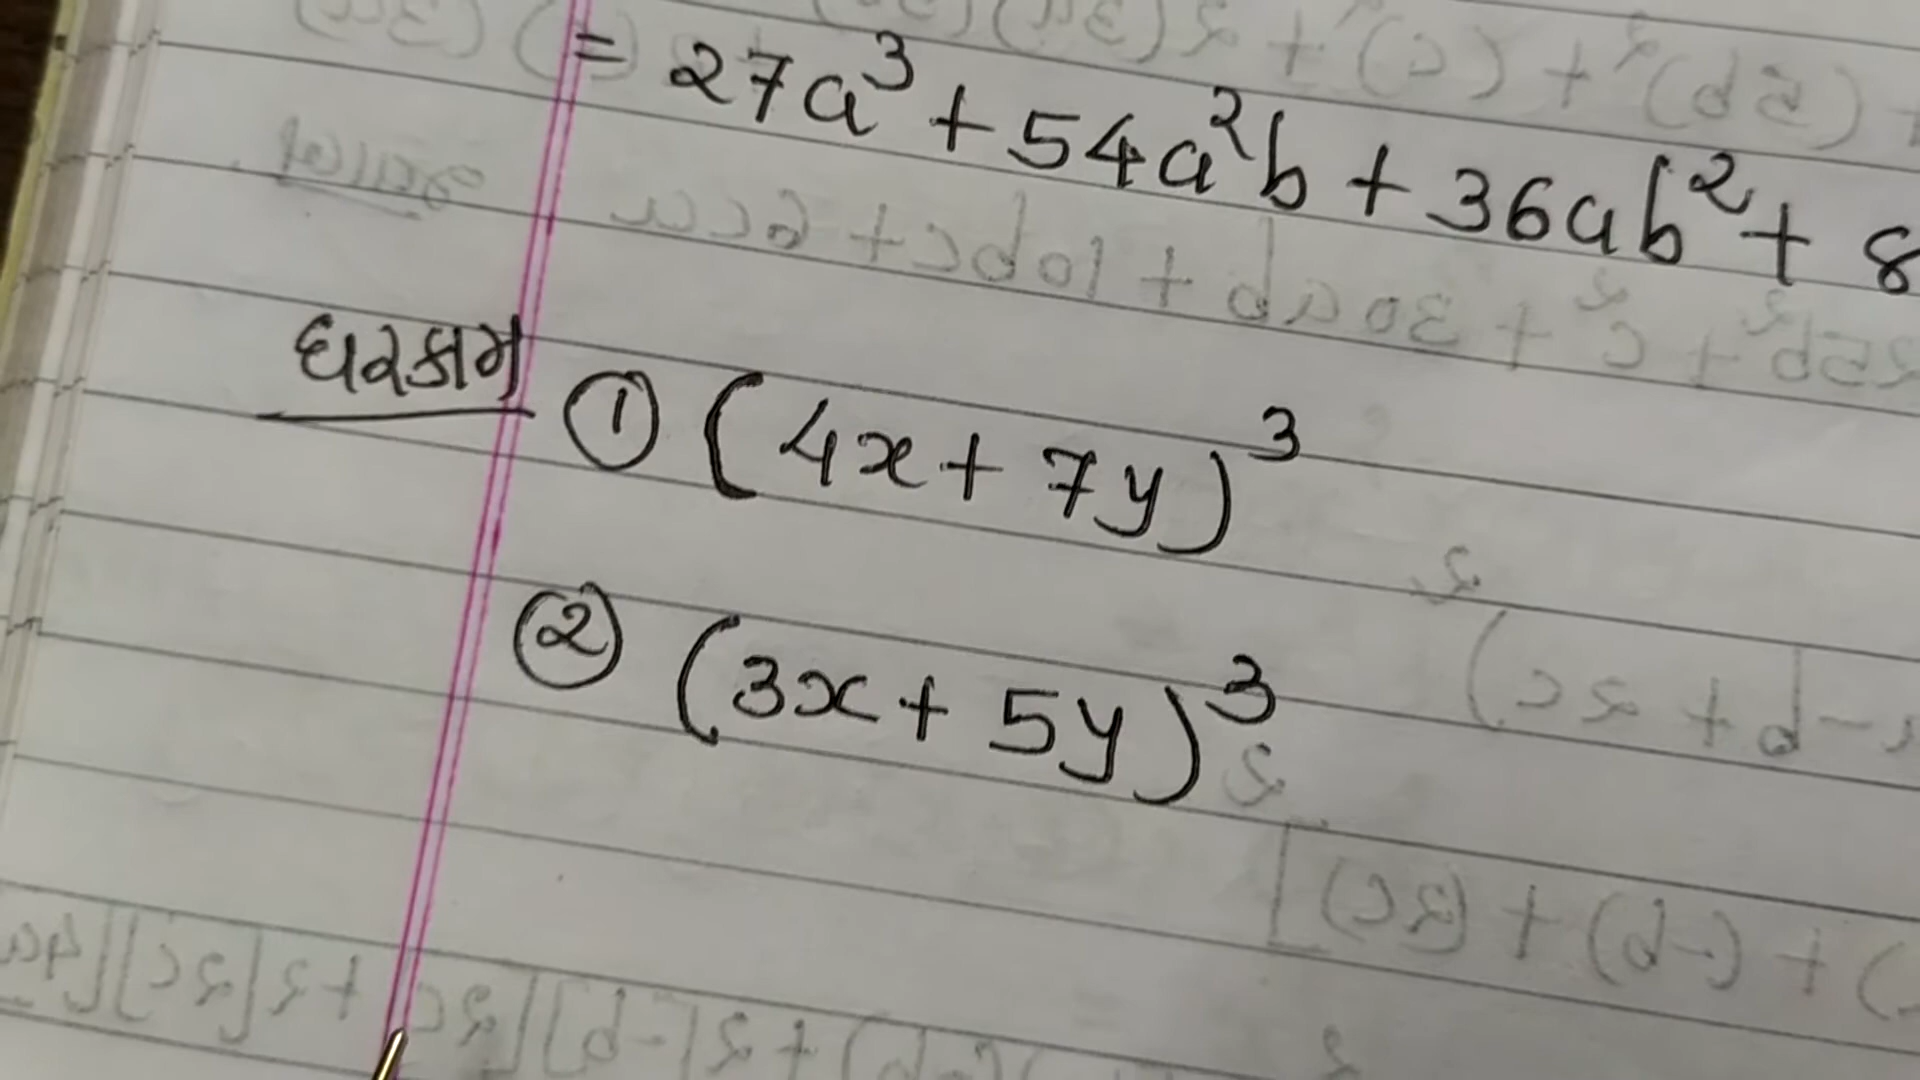 = 27a³ + 54a²b + 36ab² + 8
ઘરકામ ① (4x + 7y)³
② (3x + 5y)³